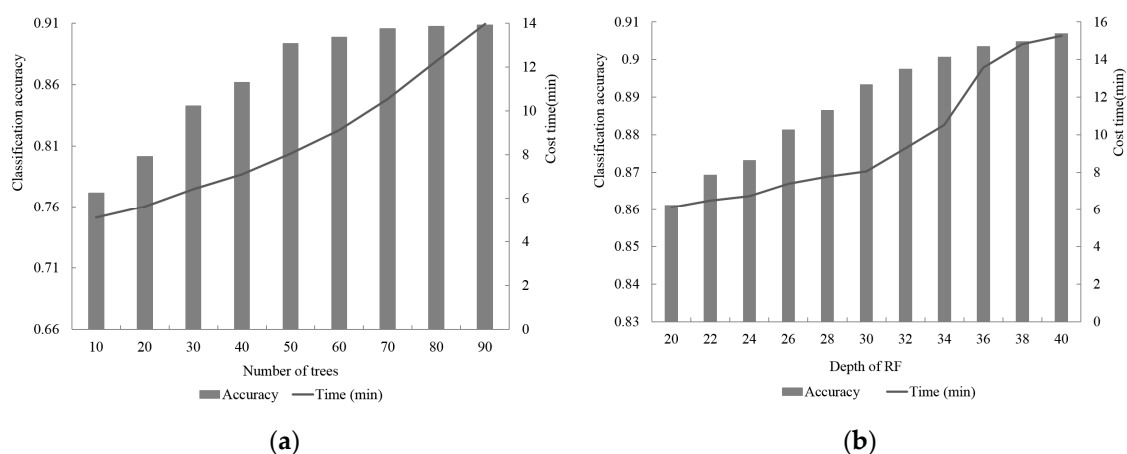 Classification accuracy
0.91
0.86
0.81
0.76
0.71
0.66
14
12
10
8
6
4
2
0
Cost time(min)
10 20 30 40 50 60 70 80 90
Number of trees
Accuracy Time (min)
(a)
Classification accuracy
0.91
0.9
0.89
0.88
0.87
0.86
0.85
0.84
0.83
16
14
12
10
8
6
4
2
0
Cost time(min)
20 22 24 26 28 30 32 34 36 38 40
Depth of RF
Accuracy Time (min)
(b)